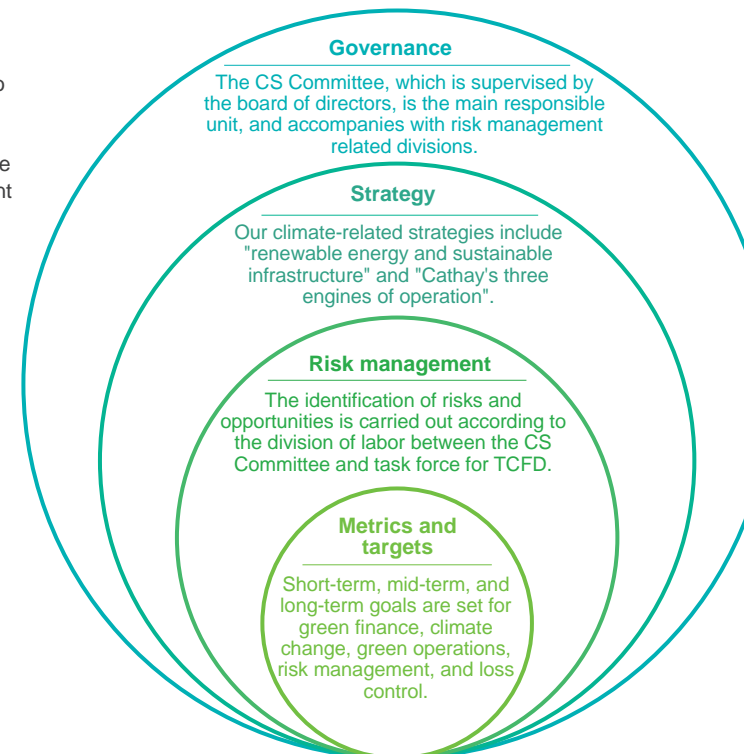 Governance
The CS Committee, which is supervised by
the board of directors, is the main responsible
unit, and accompanies with risk management
related divisions.
Strategy
Our climate-related strategies include
"renewable energy and sustainable
infrastructure" and "Cathay's three
engines of operation".
Risk management
The identification of risks and
opportunities is carried out according to
the division of labor between the CS
Committee and task force for TCFD.
Metrics and
targets
Short-term, mid-term, and
long-term goals are set for
green finance, climate
change, green operations,
risk management, and loss
control.